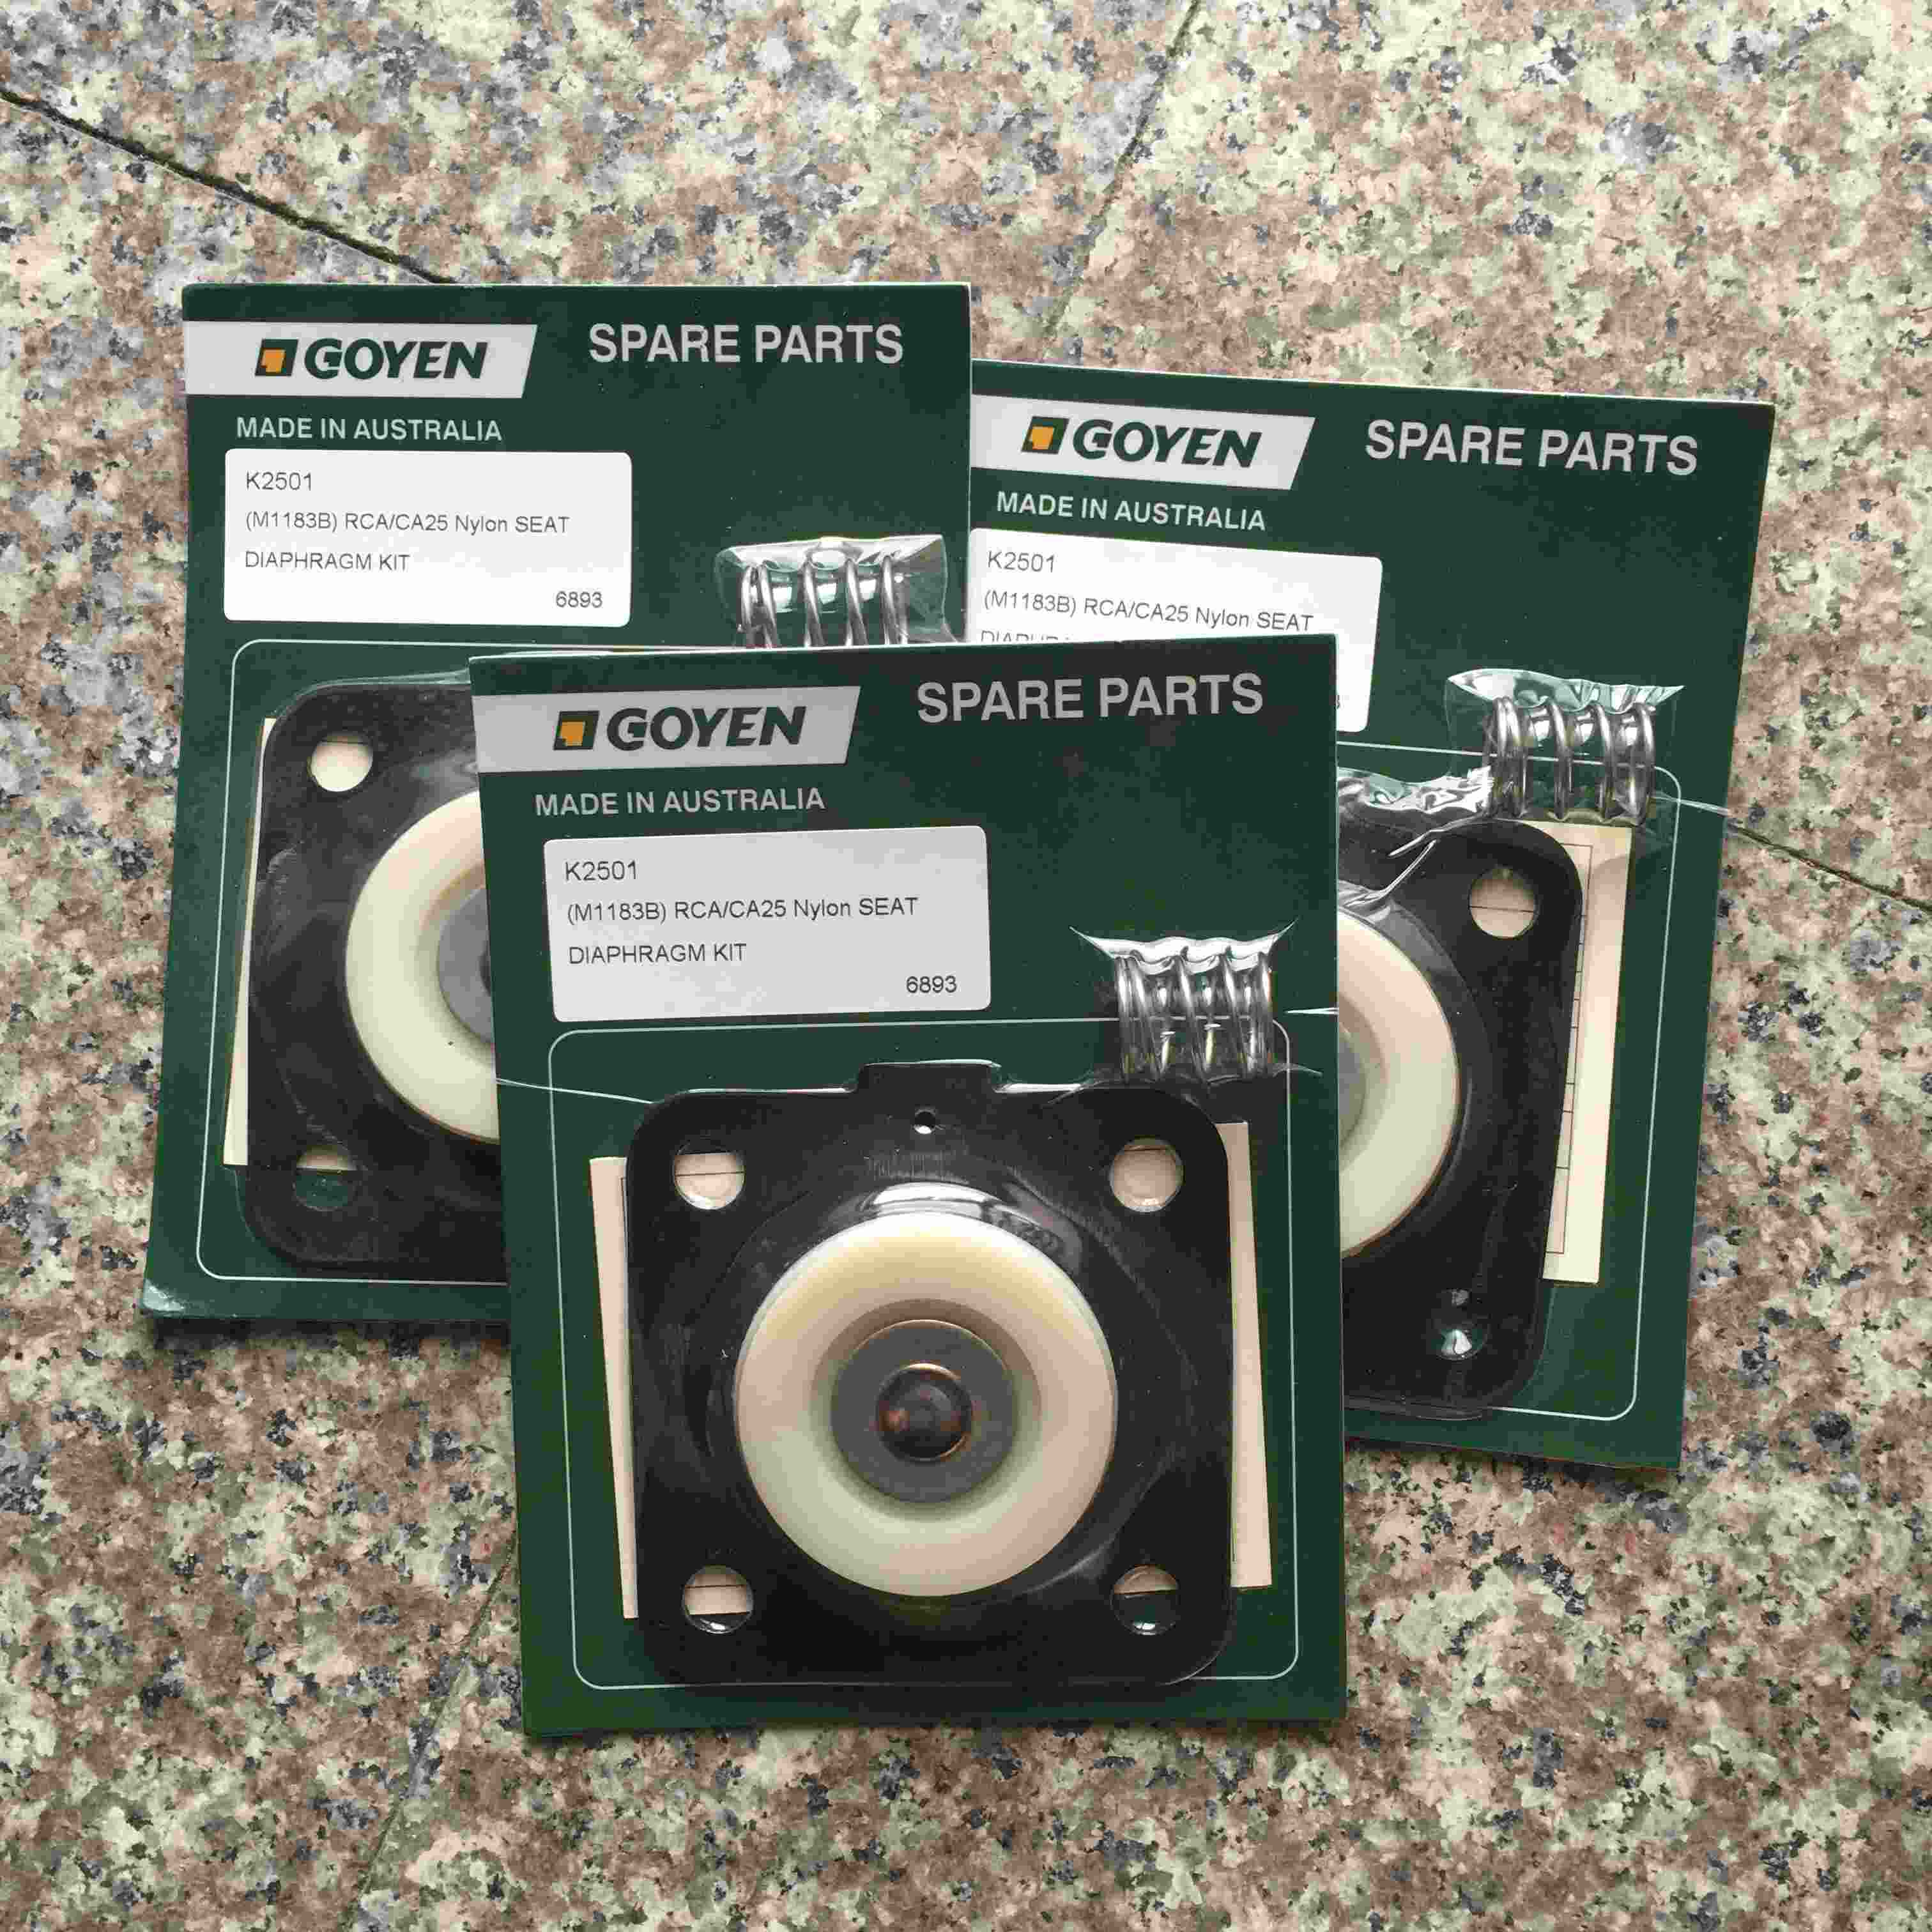 GOYEN SPARE PARTS
MADE IN AUSTRALIA
K2501
(M1183B) RCA/CA25 Nylon SEAT
DIAPHRAGM KIT
6893
GOYEN SPARE PARTS
MADE IN AUSTRALIA
K2501
(M1183B) RCA/CA25 Nylon SEAT
GOYEN SPARE PARTS
MADE IN AUSTRALIA
K2501
(M1183B) RCA/CA25 Nylon SEAT
DIAPHRAGM KIT
6893